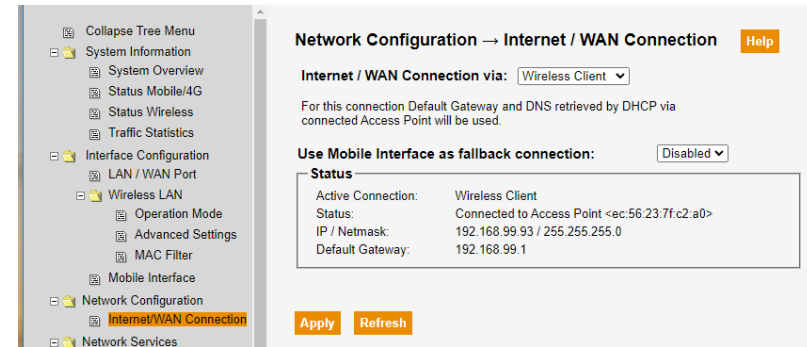 Collapse Tree Menu
System Information
System Overview
Status Mobile/4G
Status Wireless
Traffic Statistics
Interface Configuration
LAN / WAN Port
Wireless LAN
Operation Mode
Advanced Settings
MAC Filter
Mobile Interface
Network Configuration
Internet/WAN Connection
Network Services
Network Configuration → Internet / WAN Connection Help
Internet / WAN Connection via: Wireless Client
For this connection Default Gateway and DNS retrieved by DHCP via
connected Access Point will be used.
Use Mobile Interface as fallback connection: Disabled
Status
Active Connection: Wireless Client
Status: Connected to Access Point <ec:56:23:7f:c2:a0>
IP / Netmask: 192.168.99.93 / 255.255.255.0
Default Gateway: 192.168.99.1
Apply Refresh